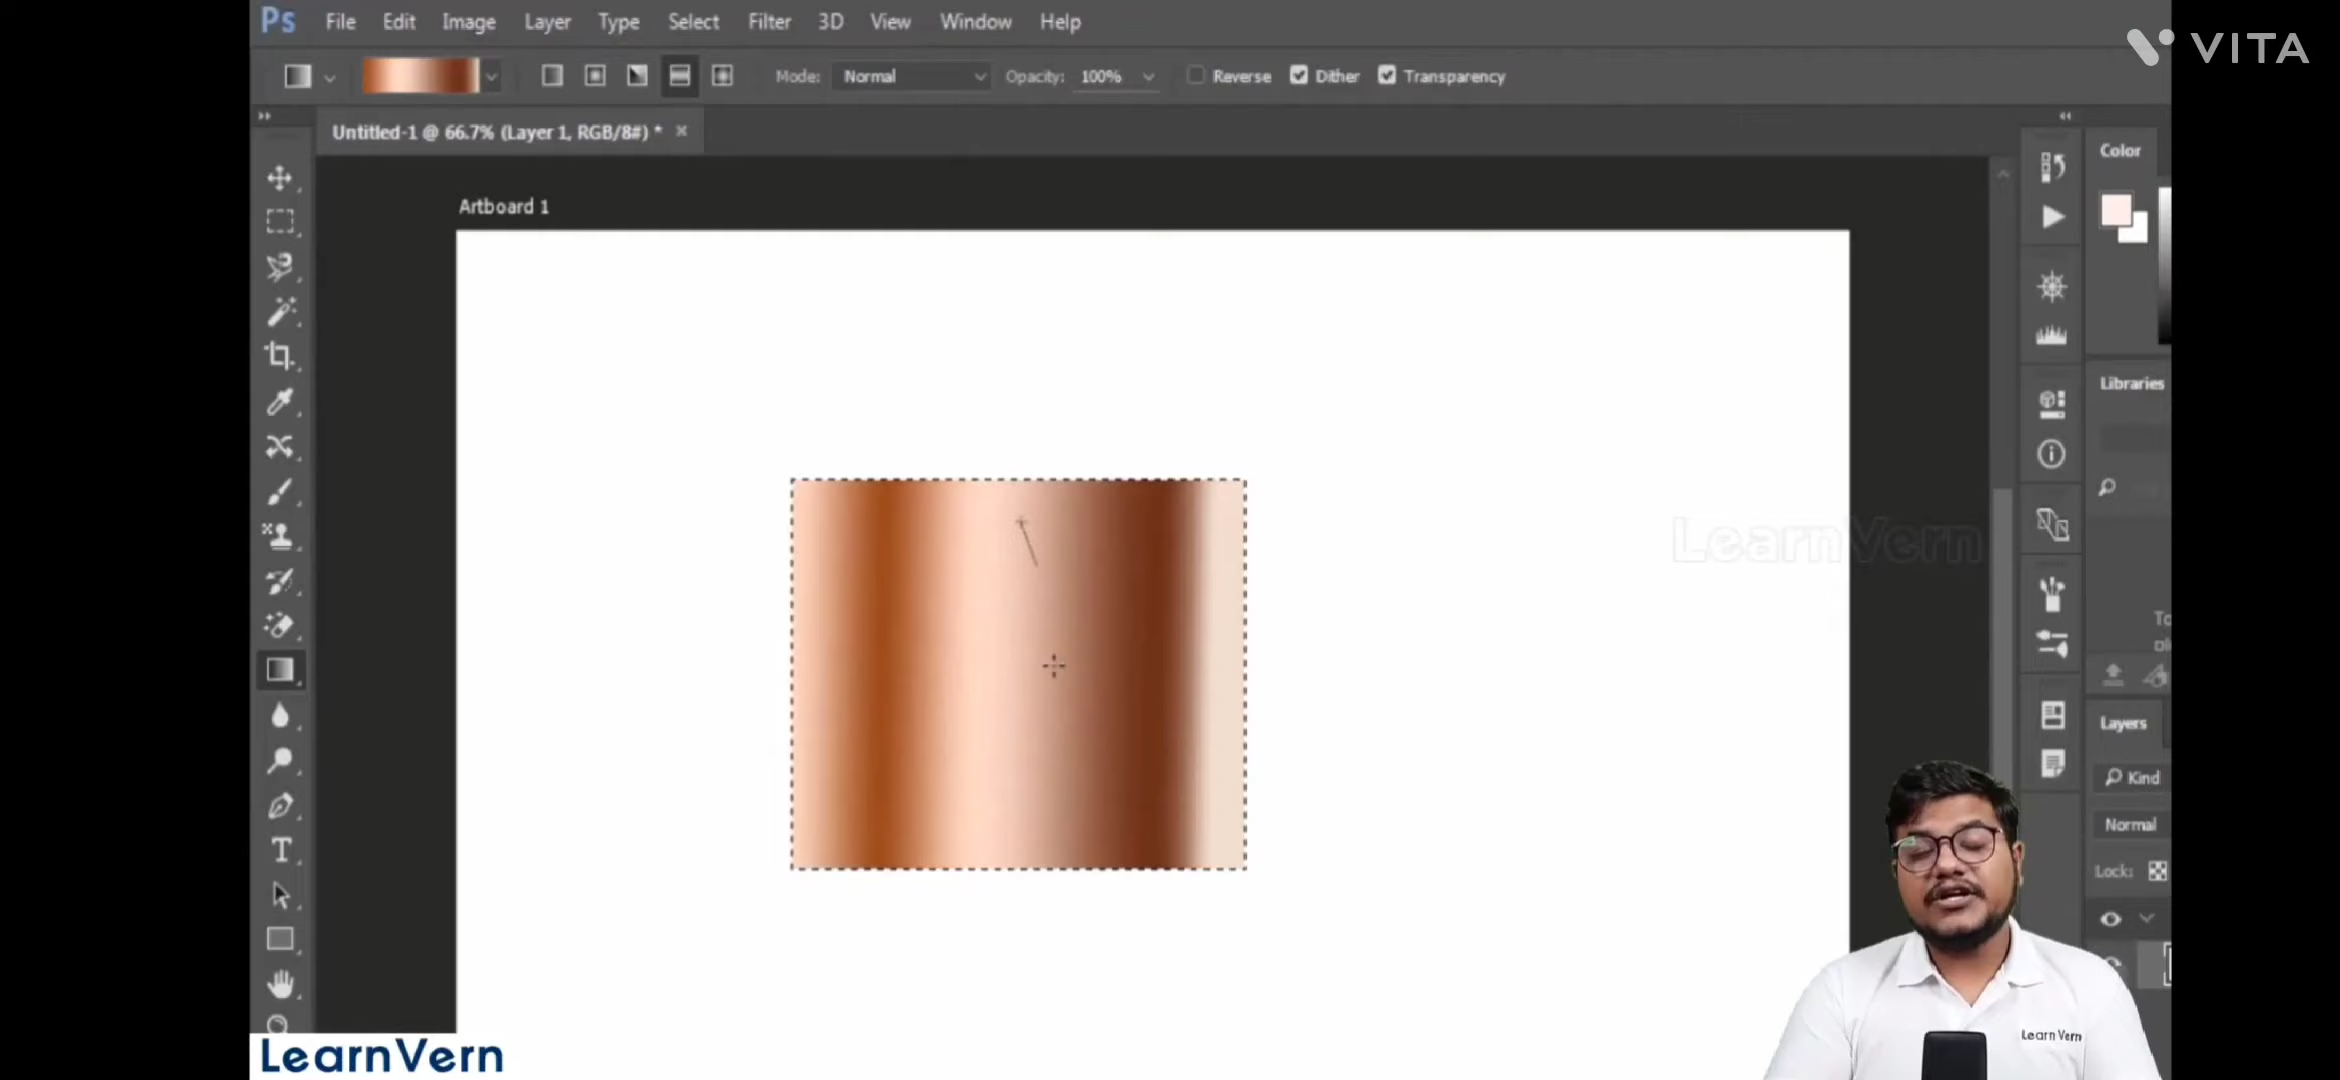 Ps File Edit Image Layer Type Select Filter 3D View Window Help
VITA
Mode: Normal Opacity: 100% Reverse Dither Transparency
Untitled-1 @ 66.7% (Layer 1, RGB/8#) *
Color
Artboard 1
Libraries
LearnVern
Layers
Kind
Normal
Lock:
Learn Vern
LearnVern